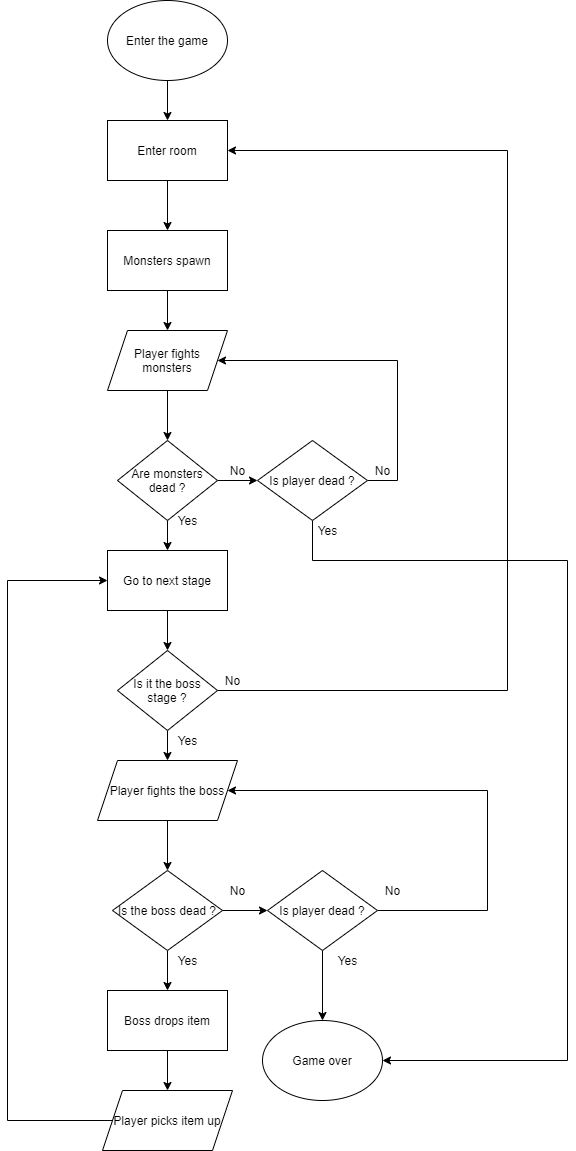 Enter the game
Enter room
Monsters spawn
Player fights
monsters
Are monsters
dead ?
No
Is player dead ?
No
Yes
Yes
Go to next stage
Is it the boss
stage ?
No
Yes
Player fights the boss
Is the boss dead ?
No
Is player dead ?
No
Yes
Yes
Boss drops item
Game over
Player picks item up